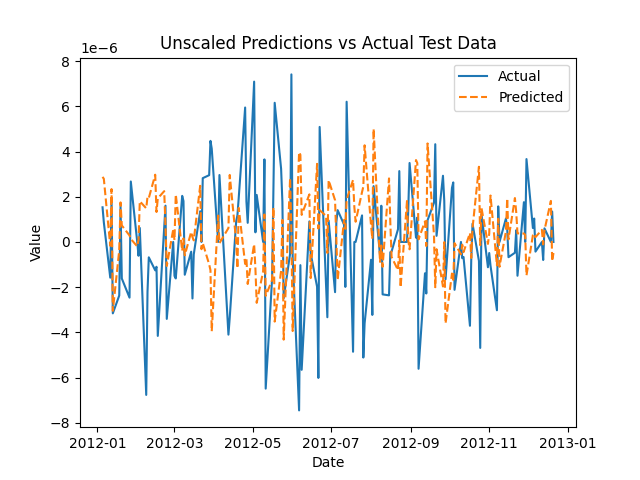 Unscaled Predictions vs Actual Test Data
1e−6
8
6
4
2
0
−2
−4
−6
−8
Value
Actual
Predicted
2012-01 2012-03 2012-05 2012-07 2012-09 2012-11 2013-01
Date